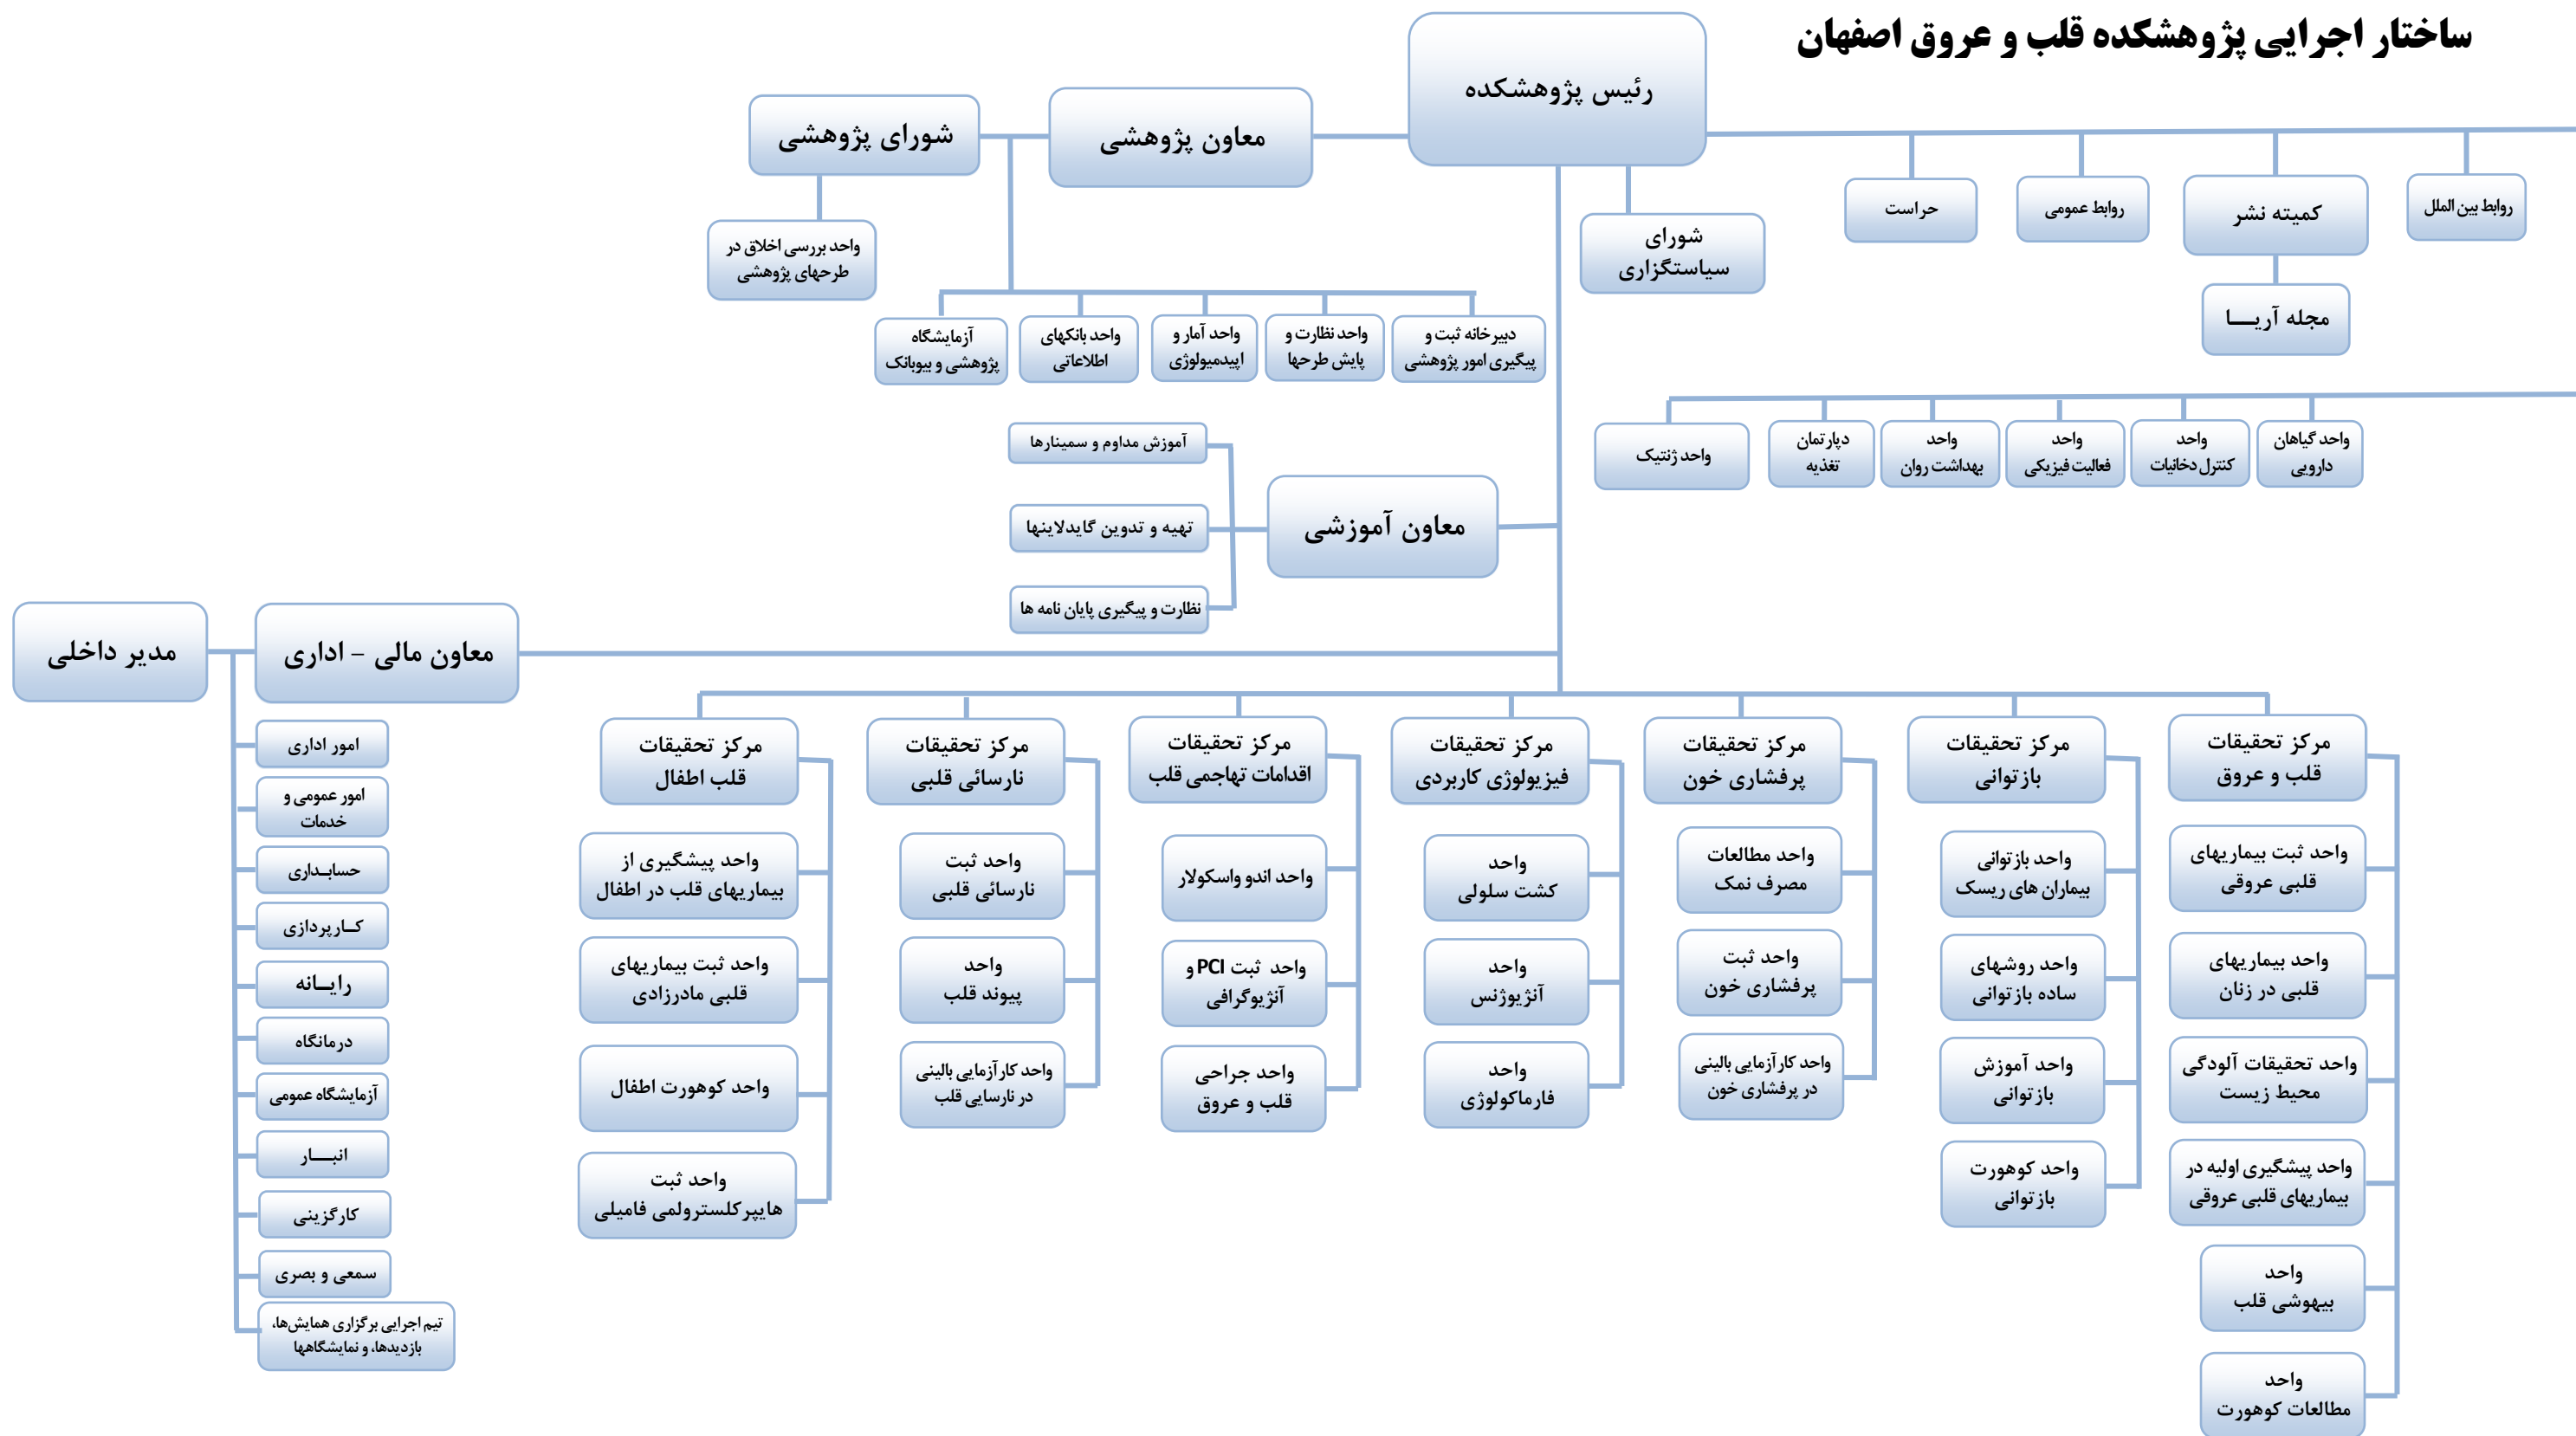 ساختار اجرایی پژوهشکده قلب و عروق اصفهان
رئیس پژوهشکده
معاون پژوهشی
شورای پژوهشی
واحد بررسی اخلاق در
طرحهای پژوهشی
شورای
سیاستگزاری
حراست
روابط عمومی
کمیته نشر
روابط بین الملل
مجله آریــا
دبیرخانه ثبت و
پیگیری امور پژوهشی
واحد نظارت و
پایش طرحها
واحد آمار و
اپیدمیولوژی
واحد بانکهای
اطلاعاتی
آزمایشگاه
پژوهشی و بیوبانک
واحد گیاهان
دارویی
واحد
کنترل دخانیات
واحد
فعالیت فیزیکی
واحد
بهداشت روان
دپارتمان
تغذیه
واحد ژنتیک
معاون آموزشی
آموزش مداوم و سمینارها
تهیه و تدوین گایدلاینها
نظارت و پیگیری پایان نامه ها
معاون مالی - اداری
مدیر داخلی
امور اداری
امور عمومی و
خدمات
حسابـداری
کـارپردازی
رایـانه
درمانگاه
آزمایشگاه عمومی
انبــار
کارگزینی
سمعی و بصری
تیم اجرایی برگزاری همایش‌ها،
بازدیدها، و نمایشگاهها
مرکز تحقیقات
قلب و عروق
واحد ثبت بیماریهای
قلبی عروقی
واحد بیماریهای
قلبی در زنان
واحد تحقیقات آلودگی
محیط زیست
واحد پیشگیری اولیه در
بیماریهای قلبی عروقی
واحد
بیهوشی قلب
واحد
مطالعات کوهورت
مرکز تحقیقات
بازتوانی
واحد بازتوانی
بیماران های ریسک
واحد روشهای
ساده بازتوانی
واحد آموزش
بازتوانی
واحد کوهورت
بازتوانی
مرکز تحقیقات
پرفشاری خون
واحد مطالعات
مصرف نمک
واحد ثبت
پرفشاری خون
واحد کارآزمایی بالینی
در پرفشاری خون
مرکز تحقیقات
فیزیولوژی کاربردی
واحد
کشت سلولی
واحد
آنژیوژنس
واحد
فارماکولوژی
مرکز تحقیقات
اقدامات تهاجمی قلب
واحد اندو واسکولار
واحد ثبت PCI و
آنژیوگرافی
واحد جراحی
قلب و عروق
مرکز تحقیقات
نارسائی قلبی
واحد ثبت
نارسائی قلبی
واحد
پیوند قلب
واحد کارآزمایی بالینی
در نارسایی قلب
مرکز تحقیقات
قلب اطفال
واحد پیشگیری از
بیماریهای قلب در اطفال
واحد ثبت بیماریهای
قلبی مادرزادی
واحد کوهورت اطفال
واحد ثبت
هایپرکلسترولمی فامیلی